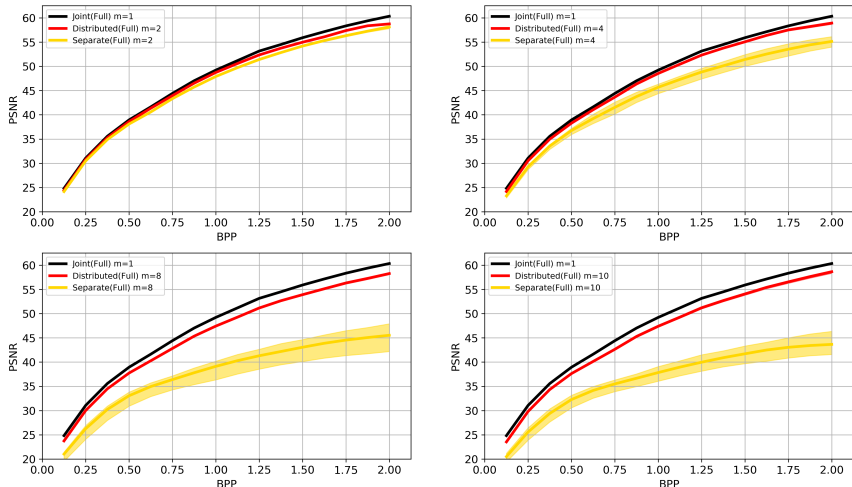 Joint(Full) m=1
Distributed(Full) m=2
Separate(Full) m=2
PSNR
60
55
50
45
40
35
30
25
20
0.00 0.25 0.50 0.75 1.00 1.25 1.50 1.75 2.00
BPP
Joint(Full) m=1
Distributed(Full) m=4
Separate(Full) m=4
PSNR
60
55
50
45
40
35
30
25
20
0.00 0.25 0.50 0.75 1.00 1.25 1.50 1.75 2.00
BPP
Joint(Full) m=1
Distributed(Full) m=8
Separate(Full) m=8
PSNR
60
55
50
45
40
35
30
25
20
0.00 0.25 0.50 0.75 1.00 1.25 1.50 1.75 2.00
BPP
Joint(Full) m=1
Distributed(Full) m=10
Separate(Full) m=10
PSNR
60
55
50
45
40
35
30
25
20
0.00 0.25 0.50 0.75 1.00 1.25 1.50 1.75 2.00
BPP